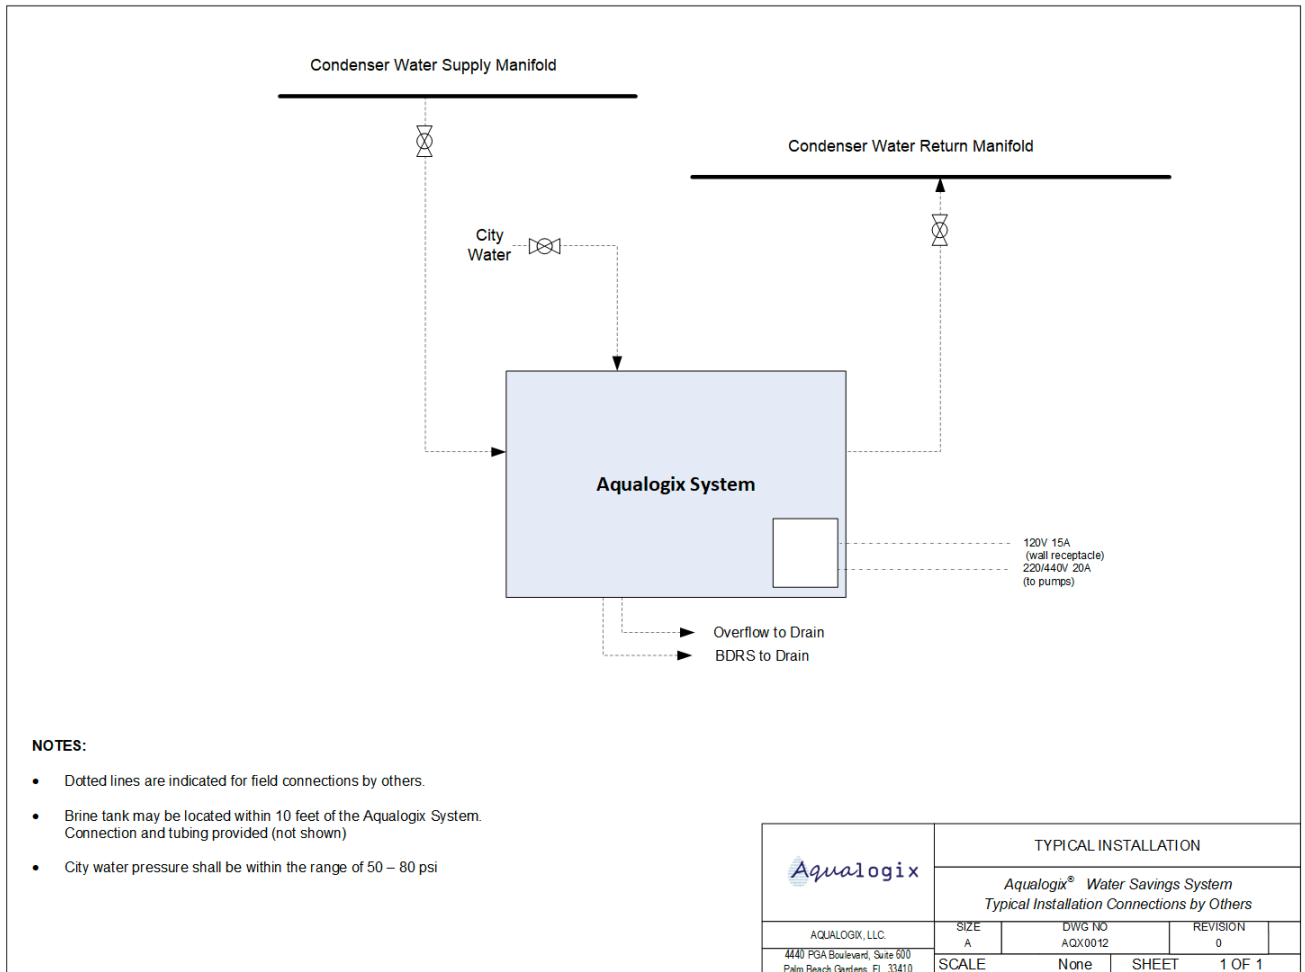 Condenser Water Supply Manifold
Condenser Water Return Manifold
City
Water
Aqualogix System
120V 15A
(wall receptacle)
220/440V 20A
(to pumps)
Overflow to Drain
BDRS to Drain
NOTES:
• Dotted lines are indicated for field connections by others.
• Brine tank may be located within 10 feet of the Aqualogix System.
Connection and tubing provided (not shown)
• City water pressure shall be within the range of 50 – 80 psi
Aqualogix
TYPICAL INSTALLATION
Aqualogix® Water Savings System
Typical Installation Connections by Others
AQUALOGIX, LLC.
4440 PGA Boulevard, Suite 600
Palm Beach Gardens, FL 33410
SIZE
A
DWG NO
AQX0012
REVISION
0
SCALE None SHEET 1 OF 1